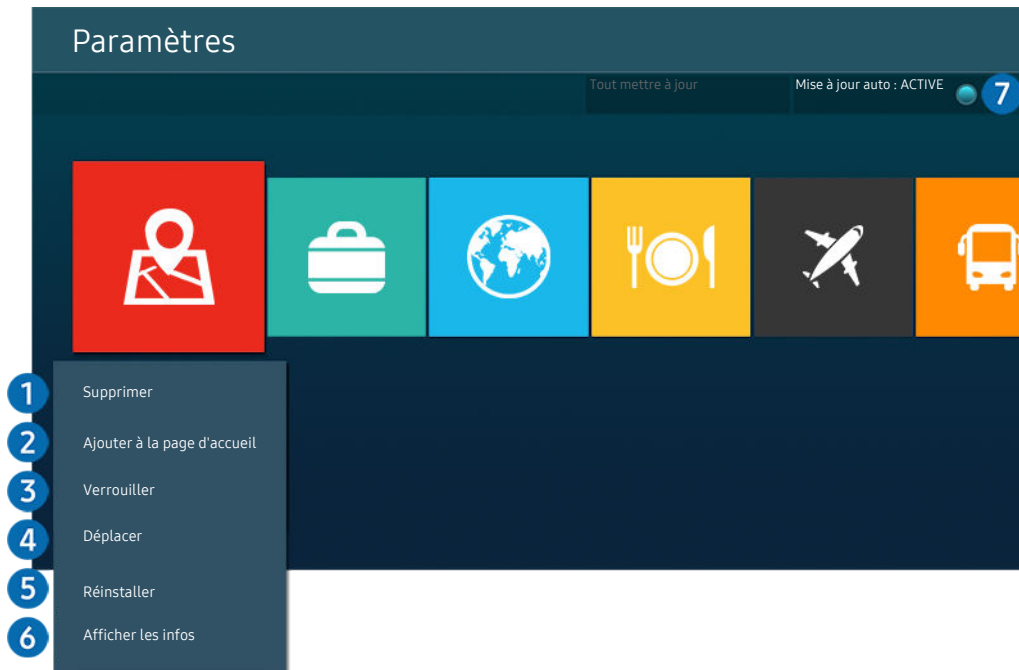 Paramètres
Tout mettre à jour
Mise à jour auto : ACTIVE
7
1
Supprimer
2
Ajouter à la page d'accueil
3
Verrouiller
4
Déplacer
5
Réinstaller
6
Afficher les infos